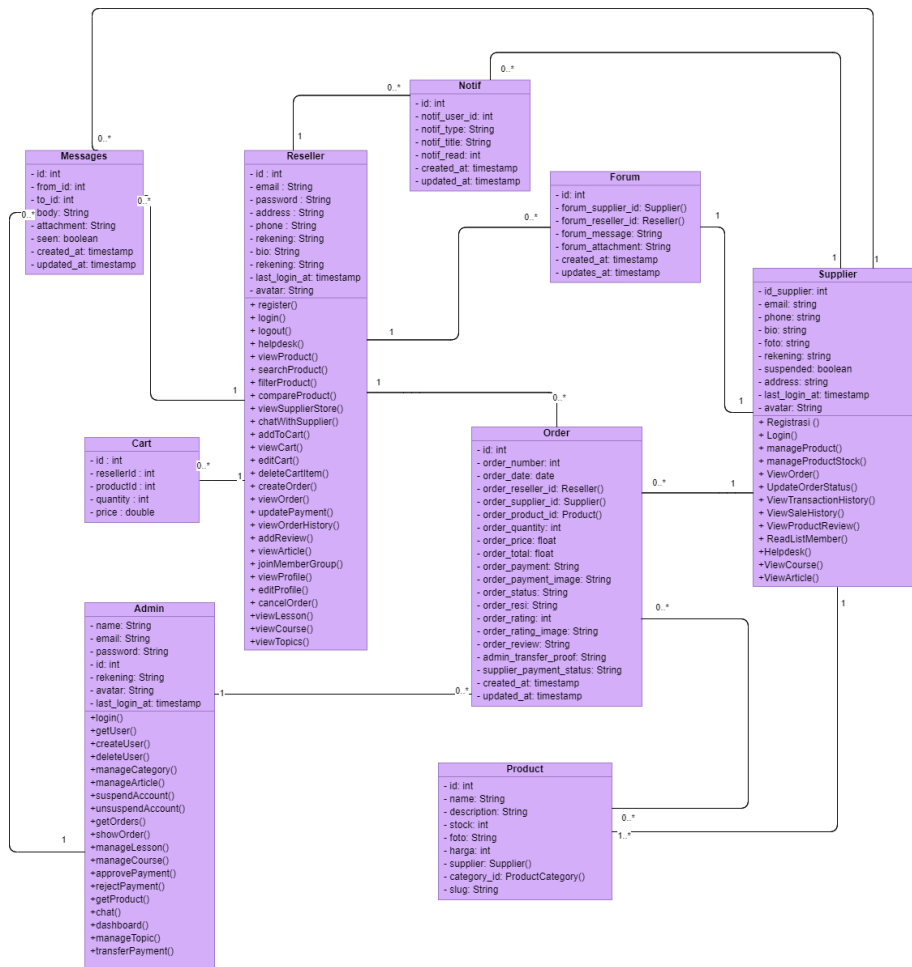 Notif
- id: int
- notif_user_id: int
- notif_type: String
- notif_title: String
- notif_read: int
- created_at: timestamp
- updated_at: timestamp
0..*
0..*
1
0..*
Messages
- id: int
- from_id: int
- to_id: int
- body: String
- attachment: String
- seen: boolean
- created_at: timestamp
- updated_at: timestamp
0..*
0..*
1
Reseller
- id : int
- email : String
- password : String
- address : String
- phone : String
- rekening: String
- bio: String
- rekening: String
- last_login_at: timestamp
- avatar: String
+ register()
+ login()
+ logout()
+ helpdesk()
+ viewProduct()
+ searchProduct()
+ filterProduct()
+ compareProduct()
+ viewSupplierStore()
+ chatWithSupplier()
+ addToCart()
+ viewCart()
+ editCart()
+ deleteCartItem()
+ createOrder()
+ viewOrder()
+ updatePayment()
+ viewOrderHistory()
+ addReview()
+ viewArticle()
+ joinMemberGroup()
+ viewProfile()
+ editProfile()
+ cancelOrder()
+viewLesson()
+viewCourse()
+viewTopics()
Forum
- id: int
- forum_supplier_id: Supplier()
- forum_reseller_id: Reseller()
- forum_message: String
- forum_attachment: String
- created_at: timestamp
- updates_at: timestamp
0..*
1
1
1
1
1
Supplier
- id_supplier: int
- email: string
- phone: string
- bio: string
- foto: string
- rekening: string
- suspended: boolean
- address: string
- last_login_at: timestamp
- avatar: String
+ Registrasi ()
+ Login()
+ manageProduct()
+ manageProductStock()
+ ViewOrder()
+ UpdateOrderStatus()
+ ViewTransactionHistory()
+ ViewSaleHistory()
+ ViewProductReview()
+ ReadListMember()
+Helpdesk()
+ViewCourse()
+ViewArticle()
1
0..*
Cart
- id : int
- resellerId : int
- productId : int
- quantity : int
- price : double
0..*
1
Order
- id: int
- order_number: int
- order_date: date
- order_reseller_id: Reseller()
- order_supplier_id: Supplier()
- order_product_id: Product()
- order_quantity: int
- order_price: float
- order_total: float
- order_payment: String
- order_payment_image: String
- order_status: String
- order_resi: String
- order_rating: int
- order_rating_image: String
- order_review: String
- admin_transfer_proof: String
- supplier_payment_status: String
- created_at: timestamp
- updated_at: timestamp
0..*
1
0..*
1
Admin
- name: String
- email: String
- password: String
- id: int
- rekening: String
- avatar: String
- last_login_at: timestamp
+login()
+getUser()
+createUser()
+deleteUser()
+manageCategory()
+manageArticle()
+suspendAccount()
+unsuspendAccount()
+getOrders()
+showOrder()
+manageLesson()
+manageCourse()
+approvePayment()
+rejectPayment()
+getProduct()
+chat()
+dashboard()
+manageTopic()
+transferPayment()
1
1
0..*
Product
- id: int
- name: String
- description: String
- stock: int
- foto: String
- harga: int
- supplier: Supplier()
- category_id: ProductCategory()
- slug: String
0..*
1..*